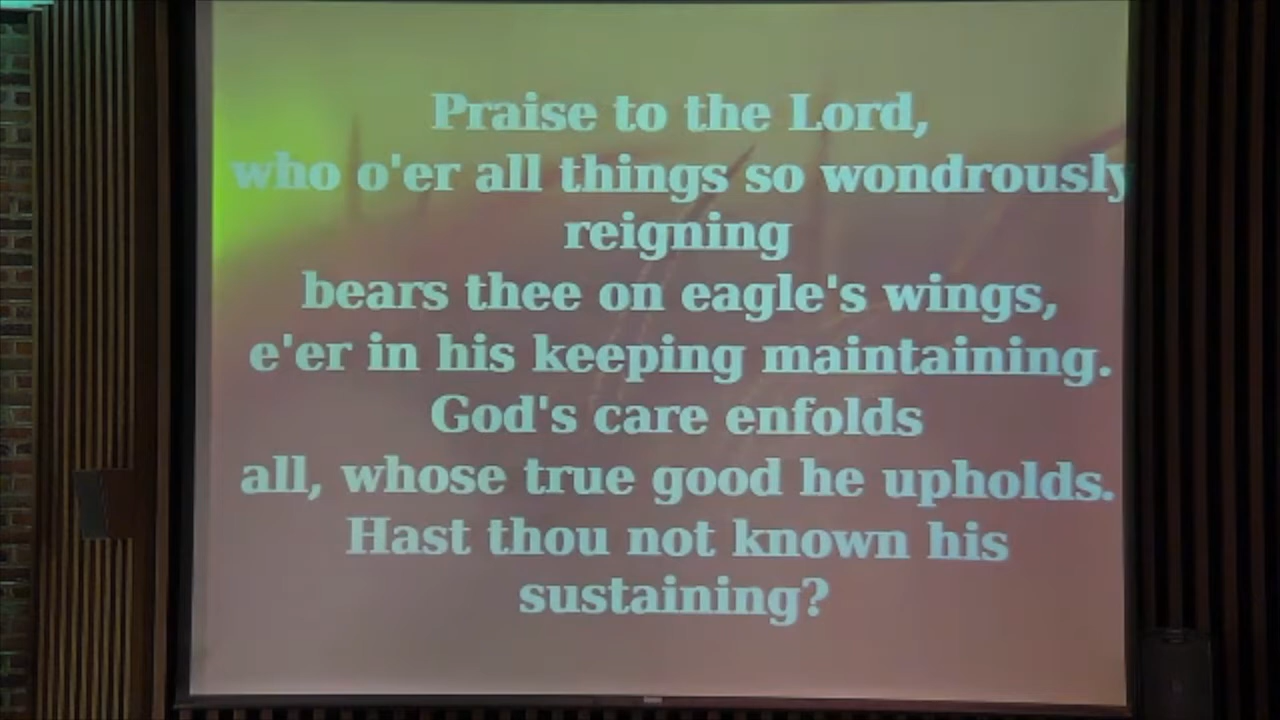 Praise to the Lord,
who o'er all things so wondrously
reigning
bears thee on eagle's wings,
e'er in his keeping maintaining.
God's care enfolds
all, whose true good he upholds.
Hast thou not known his
sustaining?